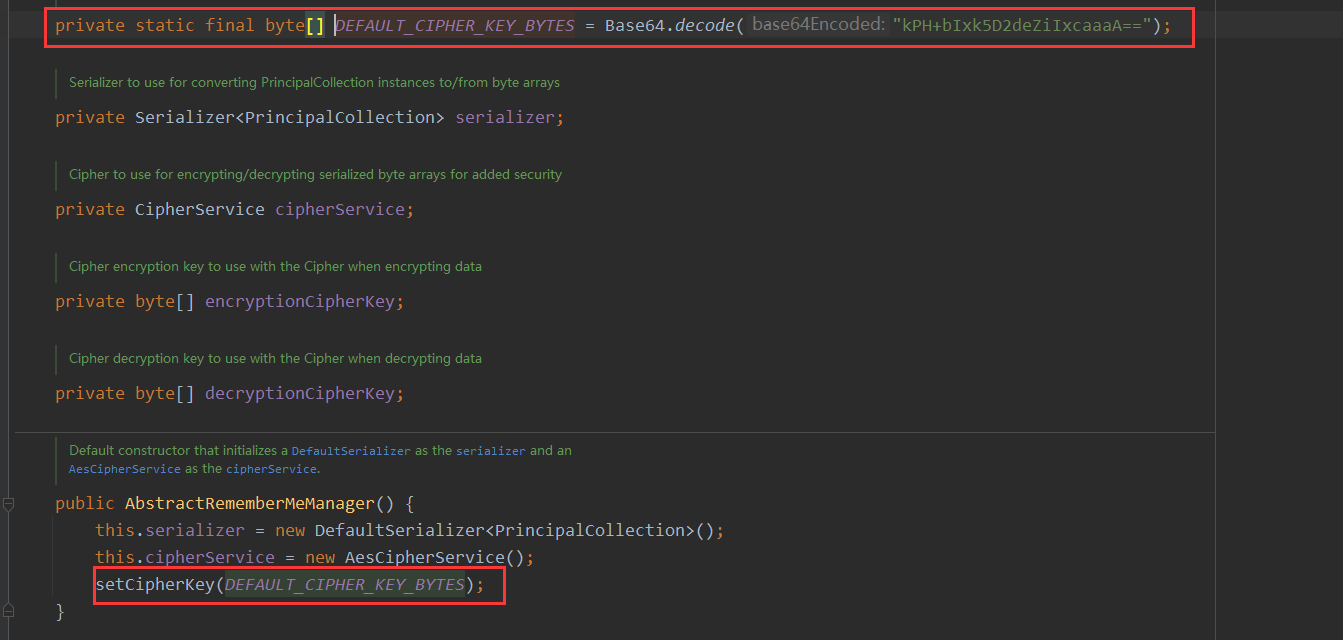 private static final byte[] DEFAULT_CIPHER_KEY_BYTES = Base64.decode( base64Encoded: "kPH+bIxk5D2deZiIxcaaaA==");
Serializer to use for converting PrincipalCollection instances to/from byte arrays
private Serializer<PrincipalCollection> serializer;
Cipher to use for encrypting/decrypting serialized byte arrays for added security
private CipherService cipherService;
Cipher encryption key to use with the Cipher when encrypting data
private byte[] encryptionCipherKey;
Cipher decryption key to use with the Cipher when decrypting data
private byte[] decryptionCipherKey;
Default constructor that initializes a DefaultSerializer as the serializer and an
AesCipherService as the cipherService.
public AbstractRememberMeManager() {
this.serializer = new DefaultSerializer<PrincipalCollection>();
this.cipherService = new AesCipherService();
setCipherKey(DEFAULT_CIPHER_KEY_BYTES);
}